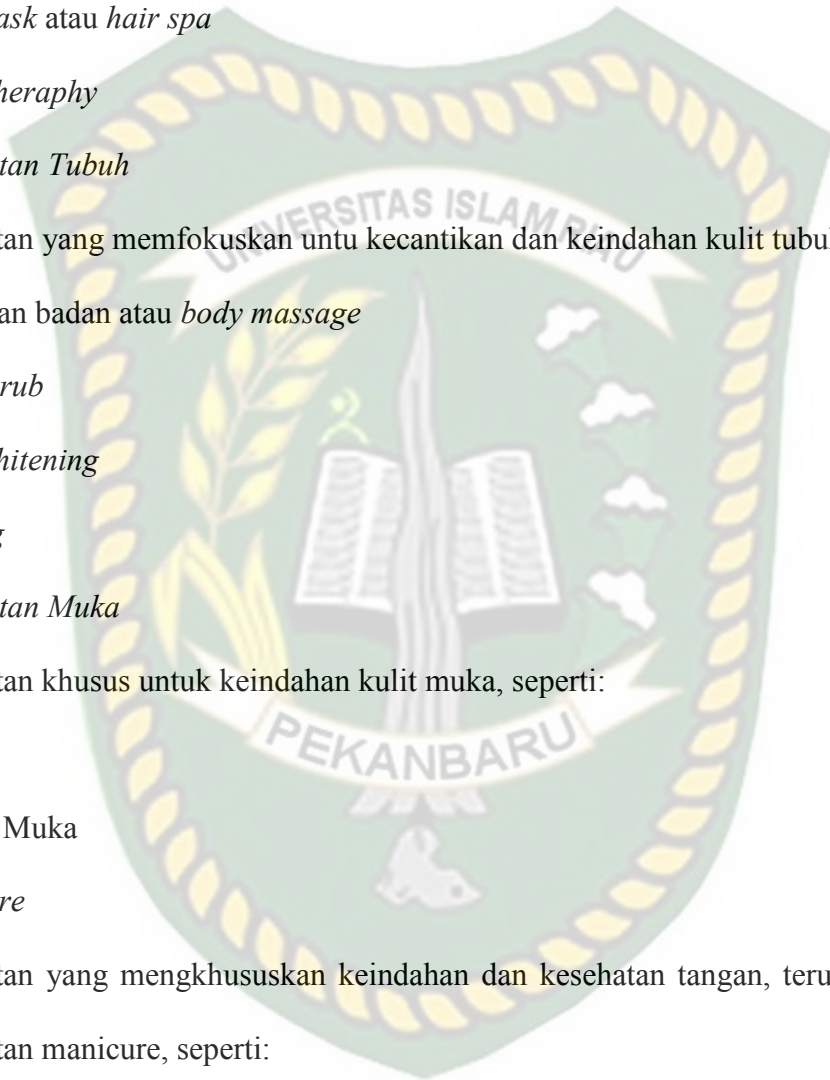 ask atau hair spa
heraphy
tan Tubuh
UNIVERSITAS ISLAM RIAU
tan yang memfokuskan untu kecantikan dan keindahan kulit tubuh
an badan atau body massage
rub
hitening
g
tan Muka
tan khusus untuk keindahan kulit muka, seperti:
PEKANBARU
Muka
re
tan yang mengkhususkan keindahan dan kesehatan tangan, teru
tan manicure, seperti: